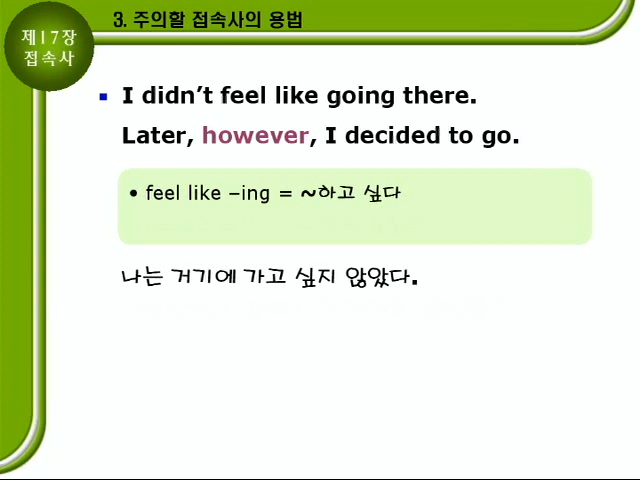 3. 주의할 접속사의 용법
제17장
접속사
▪ I didn’t feel like going there.
Later, however, I decided to go.
• feel like –ing = ~하고 싶다
나는 거기에 가고 싶지 않았다.